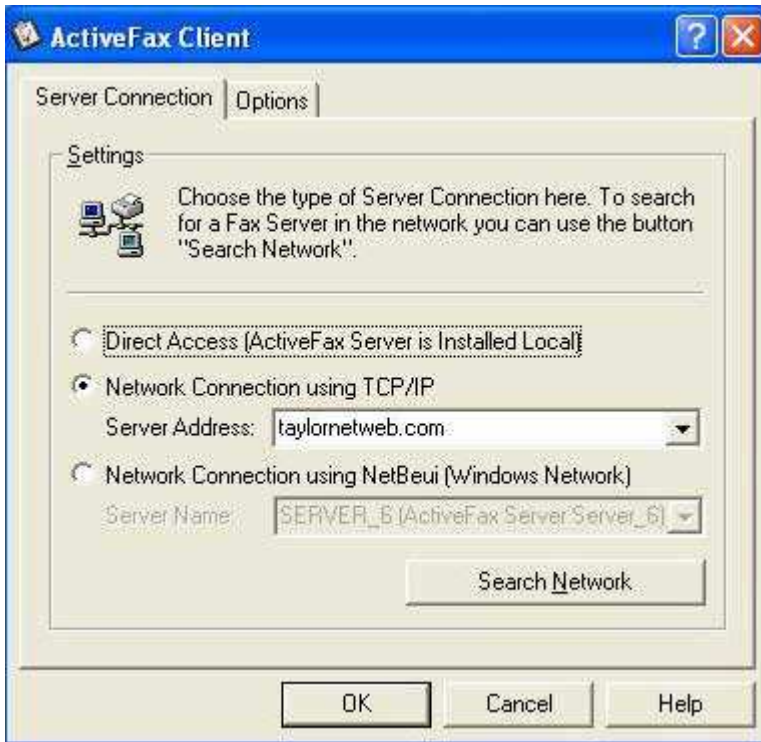 ActiveFax Client
Server Connection
Options
Settings
Choose the type of Server Connection here. To search
for a Fax Server in the network you can use the button
"Search Network".
Direct Access (ActiveFax Server is Installed Local)
Network Connection using TCP/IP
Server Address: taylornetweb.com
Network Connection using NetBeui (Windows Network)
Server Name: SERVER_6 (ActiveFax Server Server_6)
Search Network
OK
Cancel
Help